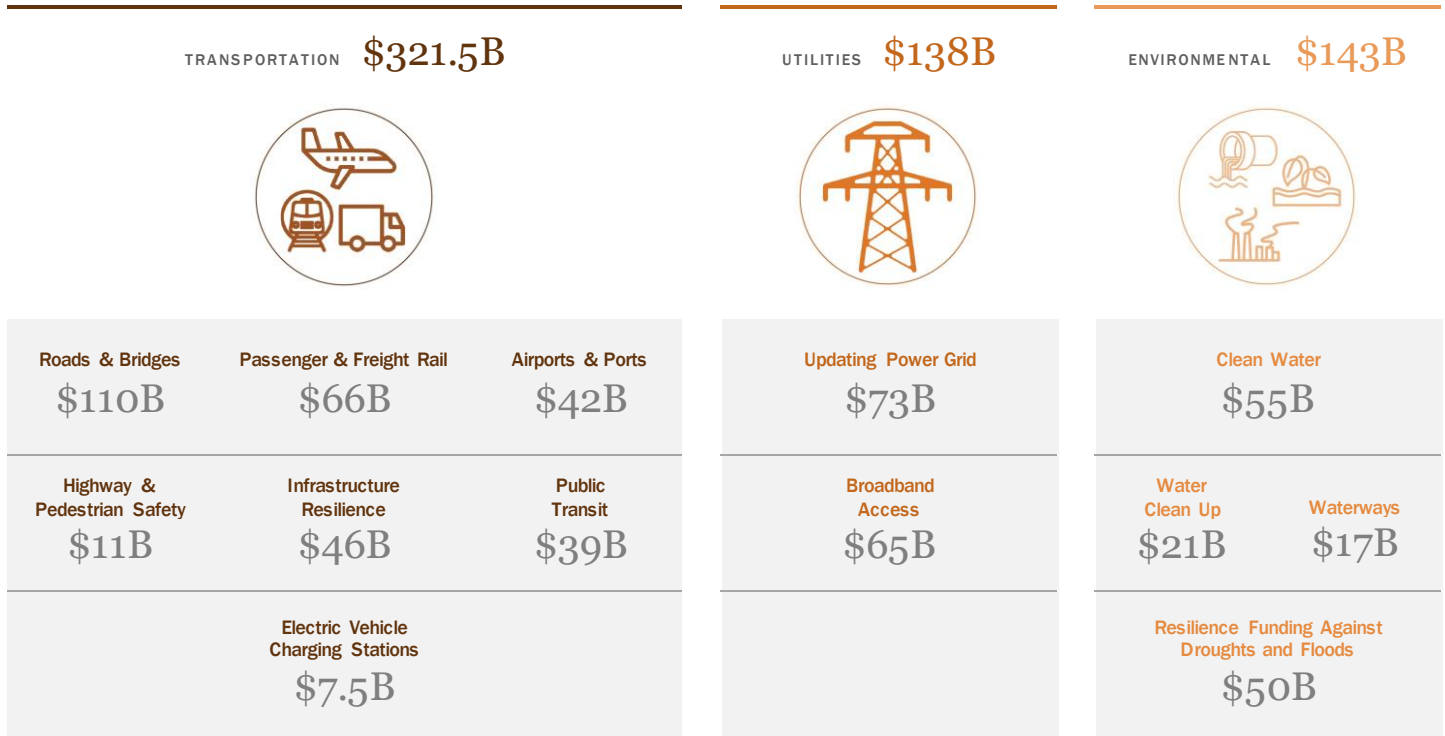 TRANSPORTATION $321.5B
Roads & Bridges
$110B
Passenger & Freight Rail
$66B
Airports & Ports
$42B
Highway &
Pedestrian Safety
$11B
Infrastructure
Resilience
$46B
Public
Transit
$39B
Electric Vehicle
Charging Stations
$7.5B
UTILITIES $138B
Updating Power Grid
$73B
Broadband
Access
$65B
ENVIRONMENTAL $143B
Clean Water
$55B
Water
Clean Up
$21B
Waterways
$17B
Resilience Funding Against
Droughts and Floods
$50B